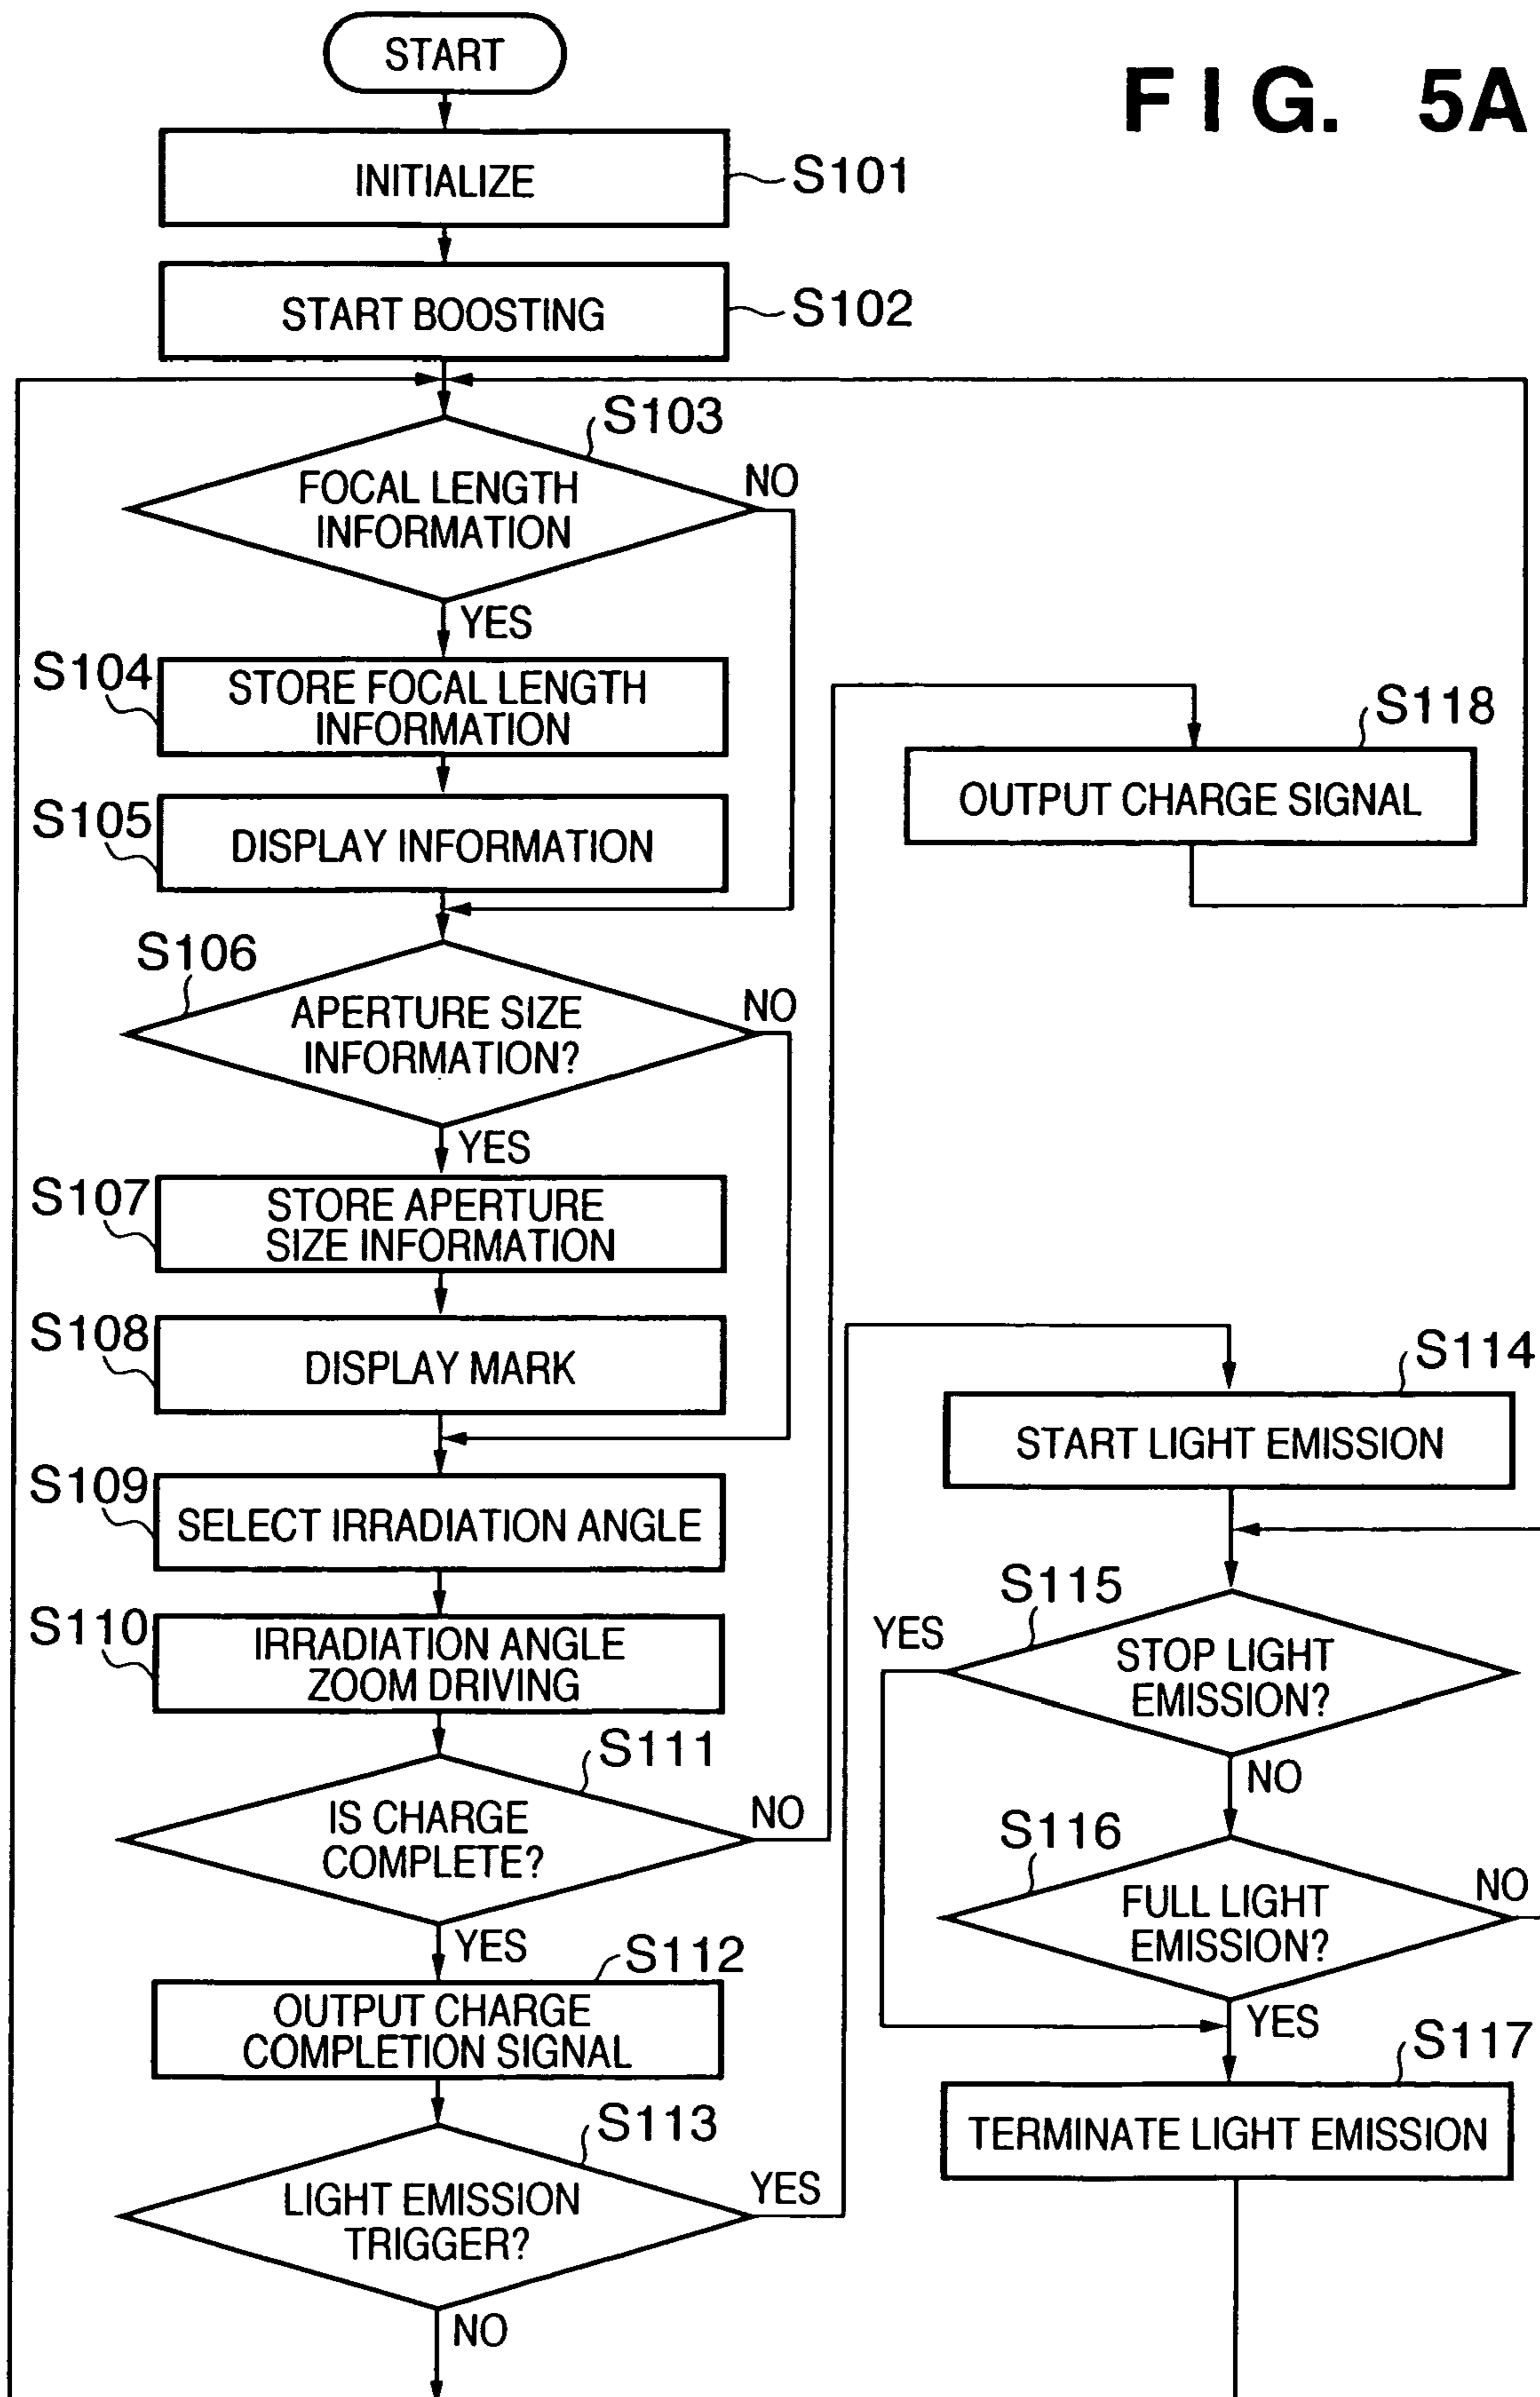 FIG. 5A
START
INITIALIZE
S101
START BOOSTING
S102
S103
FOCAL LENGTH
INFORMATION
NO
YES
S104
STORE FOCAL LENGTH
INFORMATION
S105
DISPLAY INFORMATION
S106
APERTURE SIZE
INFORMATION?
NO
YES
S107
STORE APERTURE
SIZE INFORMATION
S108
DISPLAY MARK
S109
SELECT IRRADIATION ANGLE
S110
IRRADIATION ANGLE
ZOOM DRIVING
S111
IS CHARGE
COMPLETE?
NO
YES
S112
OUTPUT CHARGE
COMPLETION SIGNAL
S113
LIGHT EMISSION
TRIGGER?
YES
NO
S118
OUTPUT CHARGE SIGNAL
S114
START LIGHT EMISSION
S115
YES
STOP LIGHT
EMISSION?
NO
S116
FULL LIGHT
EMISSION?
NO
YES
S117
TERMINATE LIGHT EMISSION